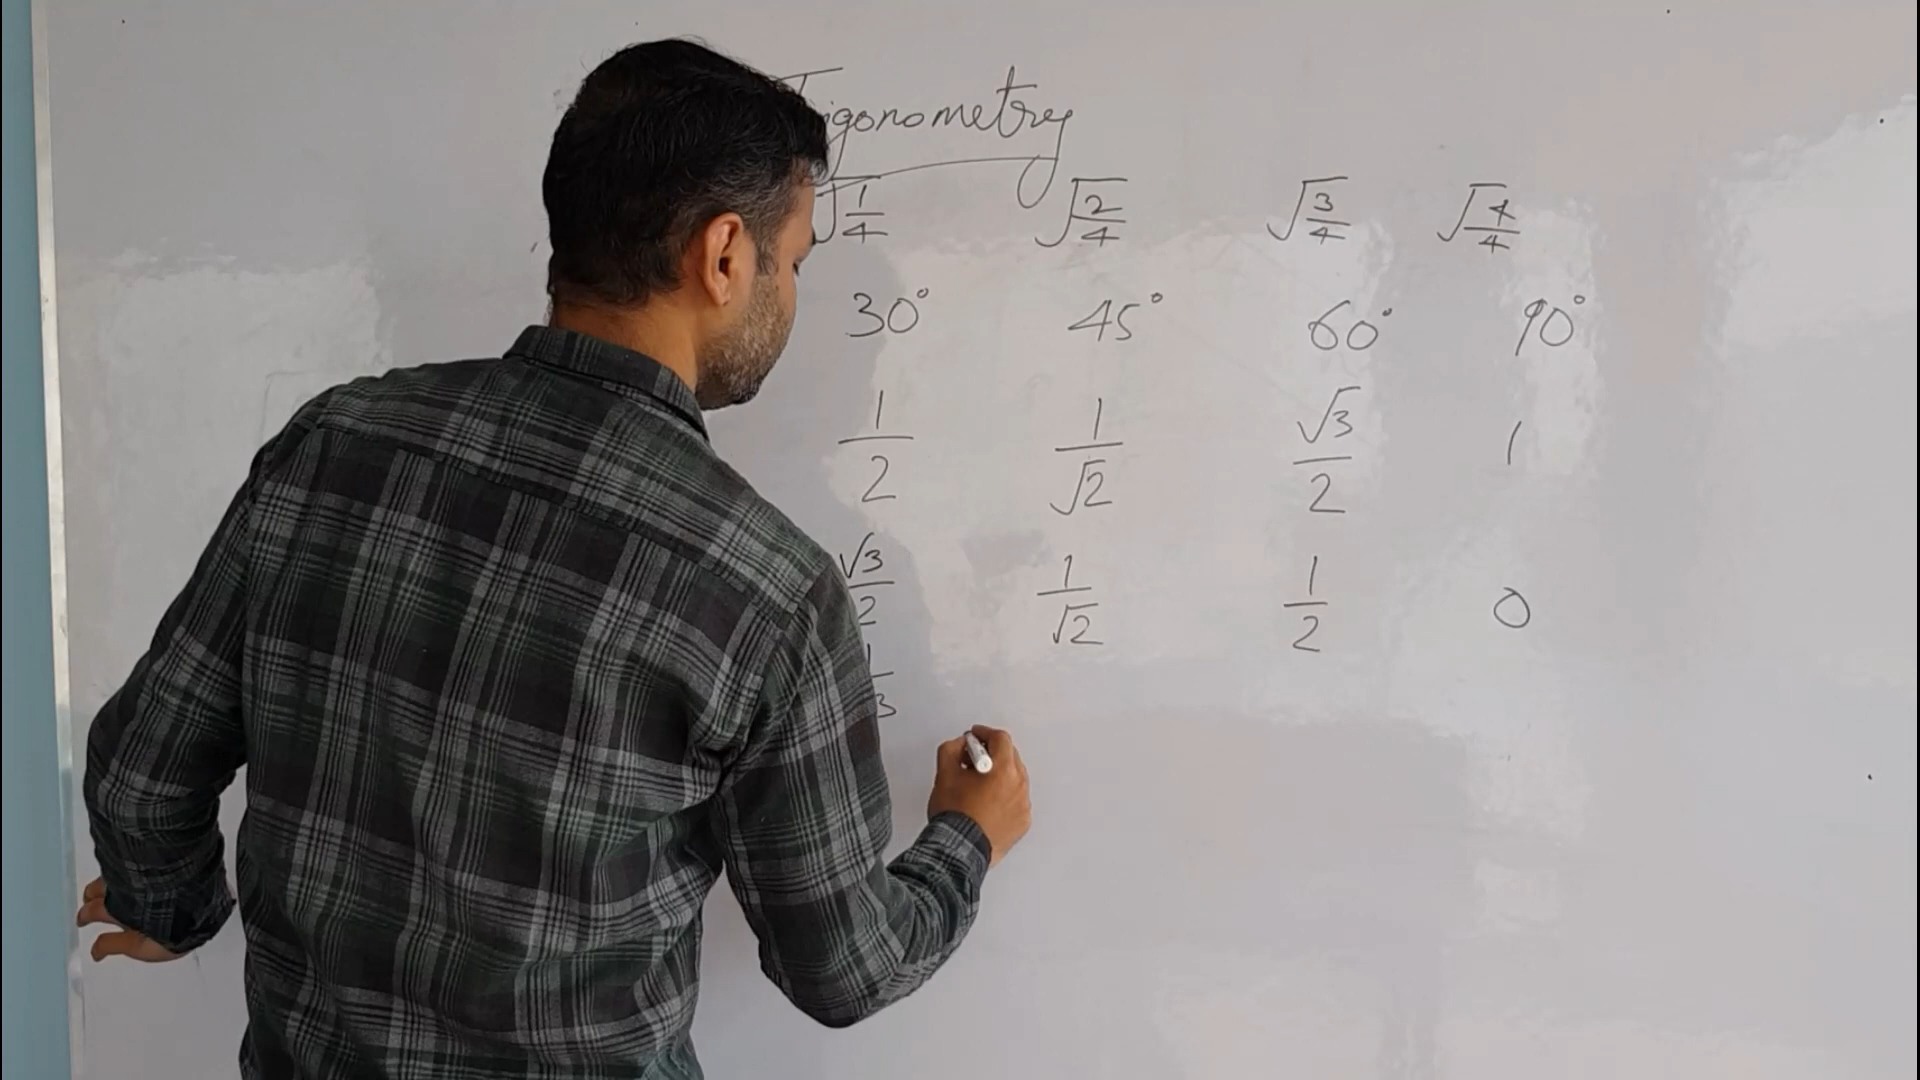 Trigonometry
√1/4 √2/4 √3/4 √4/4
30° 45° 60° 90°
1/2 1/√2 √3/2 1
√3/2 1/√2 1/2 0